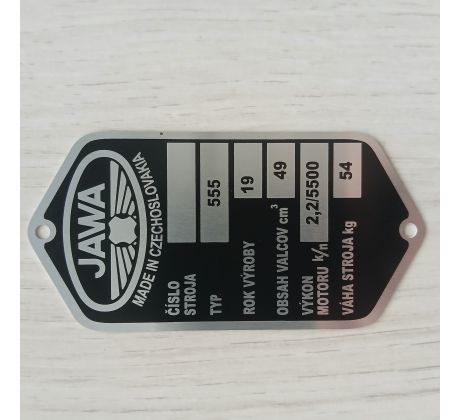 JAWA
MADE IN CZECHOSLOVAKIA
ČÍSLO
STROJA
TYP 555
ROK VÝROBY 19
OBSAH VALCOV cm³ 49
VÝKON
MOTORU k/n 2,2/5500
VÁHA STROJA kg 54